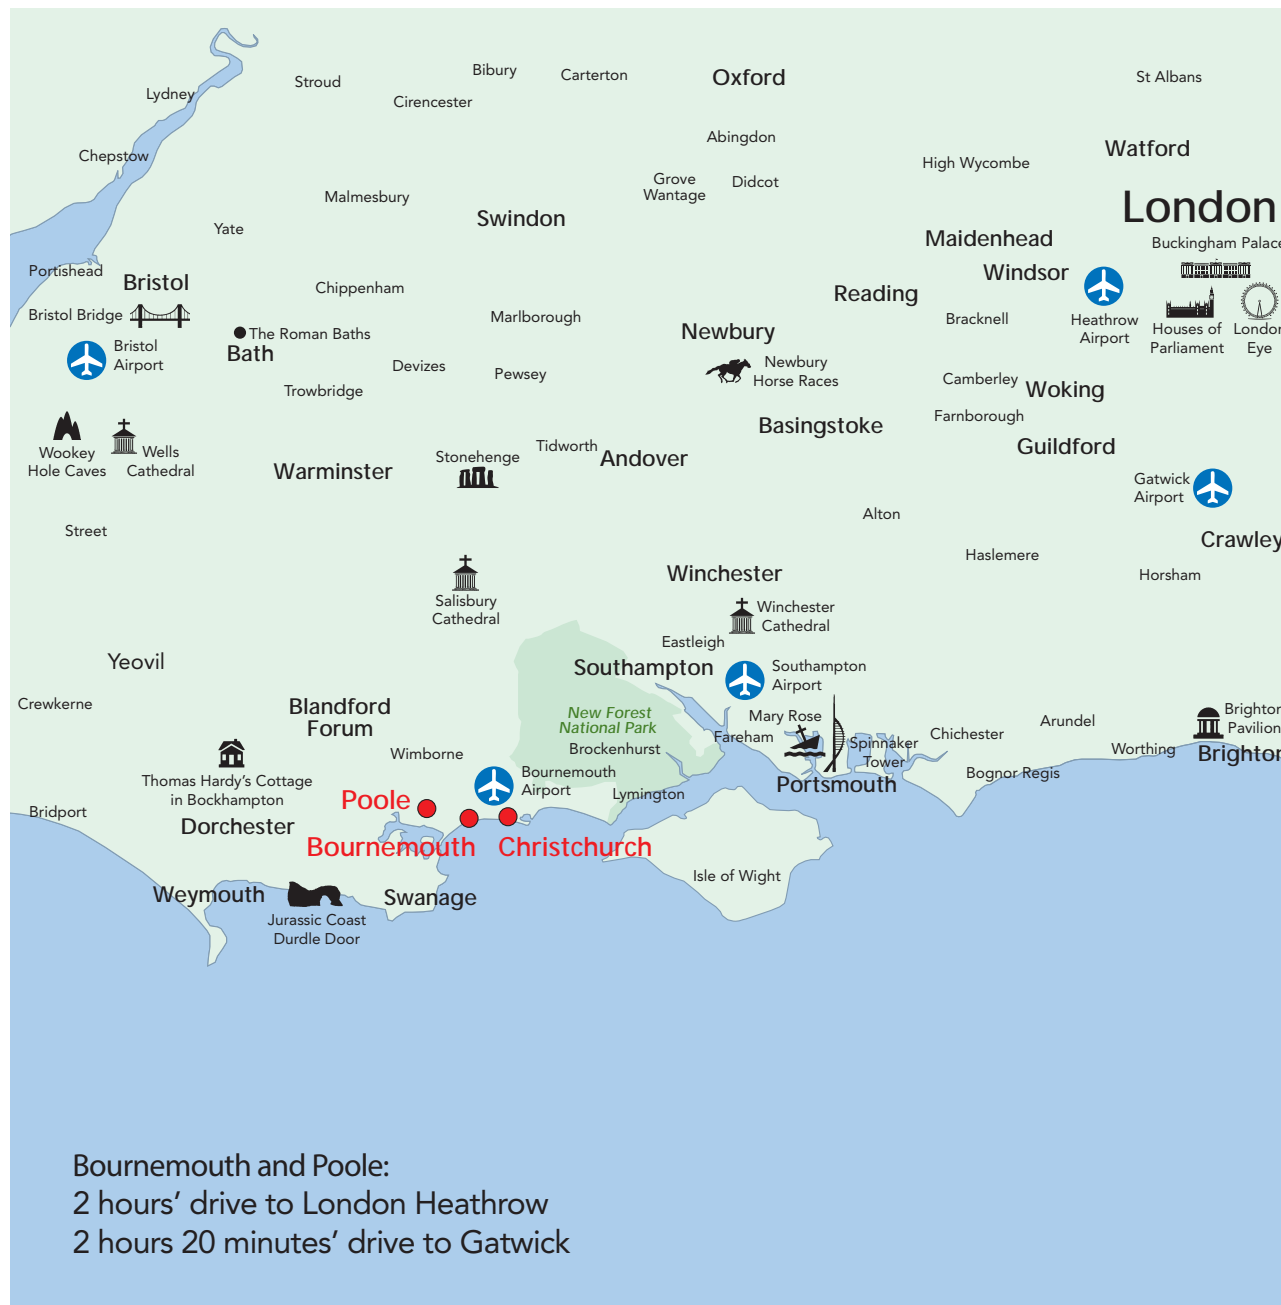 Bibury
Carterton
Oxford
St Albans
Stroud
Lydney
Cirencester
Abingdon
Watford
Chepstow
High Wycombe
Grove
Wantage
Didcot
Malmesbury
London
Swindon
Yate
Maidenhead
Buckingham Palace
Portishead
Bristol
Windsor
Chippenham
Reading
Bristol Bridge
Marlborough
Bracknell
Heathrow
Airport
Houses of
Parliament
London
Eye
The Roman Baths
Bath
Newbury
Bristol
Airport
Devizes
Pewsey
Newbury
Horse Races
Trowbridge
Camberley
Woking
Farnborough
Basingstoke
Wookey
Hole Caves
Wells
Cathedral
Tidworth
Stonehenge
Andover
Guildford
Warminster
Gatwick
Airport
Street
Alton
Crawley
Haslemere
Winchester
Horsham
Salisbury
Cathedral
Winchester
Cathedral
Eastleigh
Yeovil
Southampton
Southampton
Airport
Crewkerne
Blandford
Forum
New Forest
National Park
Mary Rose
Arundel
Brighton
Pavilion
Fareham
Chichester
Spinnaker
Tower
Brockenhurst
Wimborne
Worthing
Brighton
Thomas Hardy’s Cottage
in Bockhampton
Bournemouth
Airport
Bognor Regis
Portsmouth
Lymington
Poole
Bridport
Dorchester
Bournemouth
Christchurch
Isle of Wight
Weymouth
Swanage
Jurassic Coast
Durdle Door
Bournemouth and Poole:
2 hours’ drive to London Heathrow
2 hours 20 minutes’ drive to Gatwick